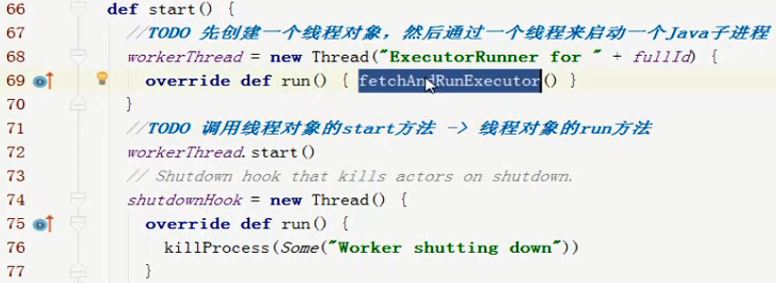 66 def start() {
67 //TODO 先创建一个线程对象，然后通过一个线程来启动一个Java子进程
68 workerThread = new Thread("ExecutorRunner for " + fullId) {
69 override def run() { fetchAndRunExecutor() }
70 }
71 //TODO 调用线程对象的start方法 -> 线程对象的run方法
72 workerThread.start()
73 // Shutdown hook that kills actors on shutdown.
74 shutdownHook = new Thread() {
75 override def run() {
76 killProcess(Some("Worker shutting down"))
77 }